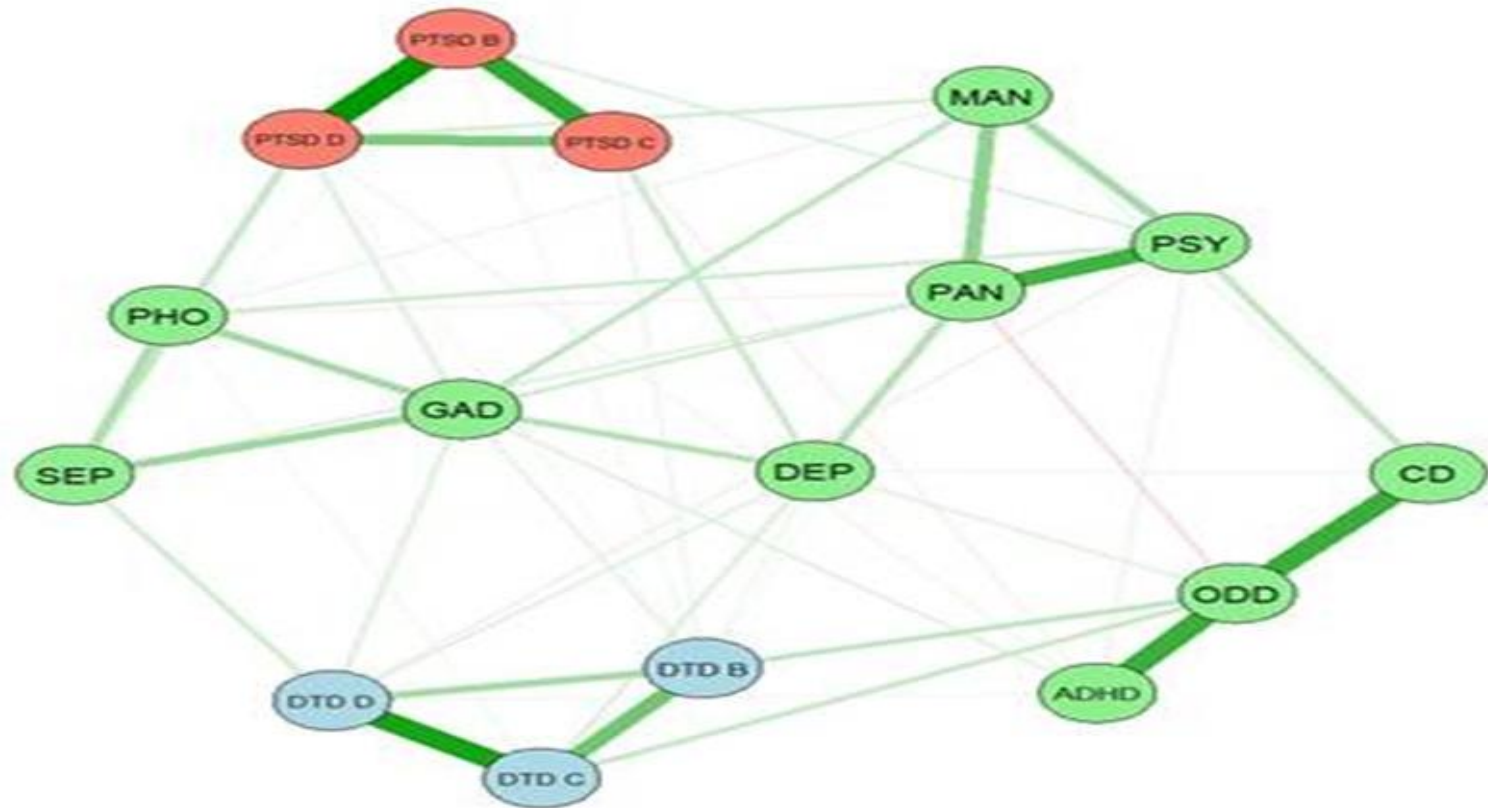 PTSD B
MAN
PTSD D
PTSD C
PSY
PAN
PHO
GAD
DEP
SEP
CD
ODD
DTD B
ADHD
DTD D
DTD C